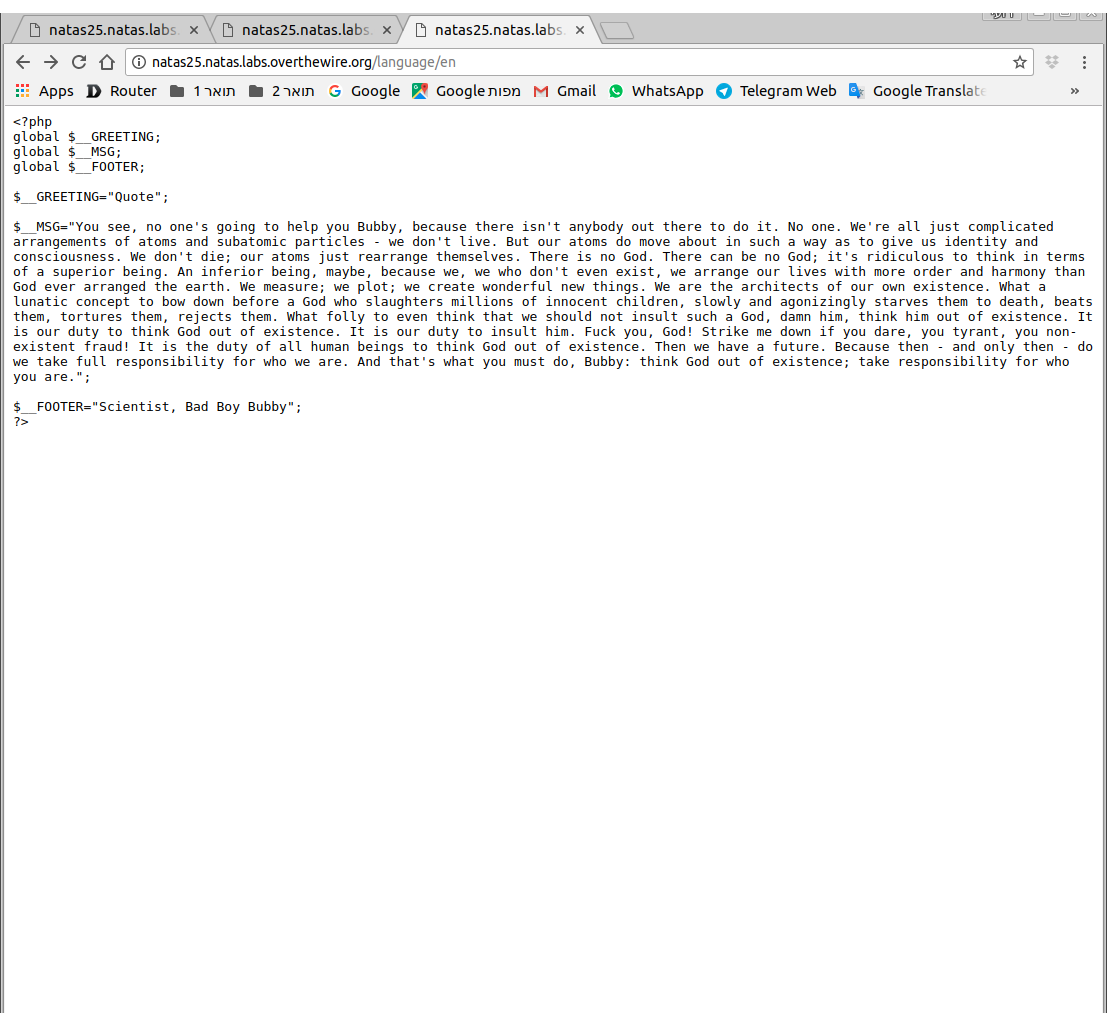 natas25.natas.labs.
natas25.natas.labs.
natas25.natas.labs.
natas25.natas.labs.overthewire.org/language/en
Apps Router תואר 1 תואר 2 Google Google מפות Gmail WhatsApp Telegram Web Google Translate »
<?php
global $__GREETING;
global $__MSG;
global $__FOOTER;
$__GREETING="Quote";
$__MSG="You see, no one's going to help you Bubby, because there isn't anybody out there to do it. No one. We're all just complicated
arrangements of atoms and subatomic particles - we don't live. But our atoms do move about in such a way as to give us identity and
consciousness. We don't die; our atoms just rearrange themselves. There is no God. There can be no God; it's ridiculous to think in terms
of a superior being. An inferior being, maybe, because we, we who don't even exist, we arrange our lives with more order and harmony than
God ever arranged the earth. We measure; we plot; we create wonderful new things. We are the architects of our own existence. What a
lunatic concept to bow down before a God who slaughters millions of innocent children, slowly and agonizingly starves them to death, beats
them, tortures them, rejects them. What folly to even think that we should not insult such a God, damn him, think him out of existence. It
is our duty to think God out of existence. It is our duty to insult him. Fuck you, God! Strike me down if you dare, you tyrant, you non-
existent fraud! It is the duty of all human beings to think God out of existence. Then we have a future. Because then - and only then - do
we take full responsibility for who we are. And that's what you must do, Bubby: think God out of existence; take responsibility for who
you are.";
$__FOOTER="Scientist, Bad Boy Bubby";
?>